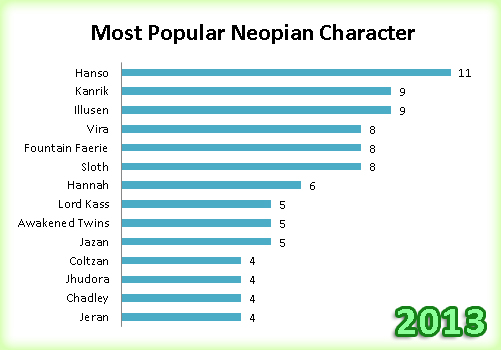 Most Popular Neopian Character
Hanso 11
Kanrik 9
Illusen 9
Vira 8
Fountain Faerie 8
Sloth 8
Hannah 6
Lord Kass 5
Awakened Twins 5
Jazan 5
Coltzan 4
Jhudora 4
Chadley 4
Jeran 4
2013